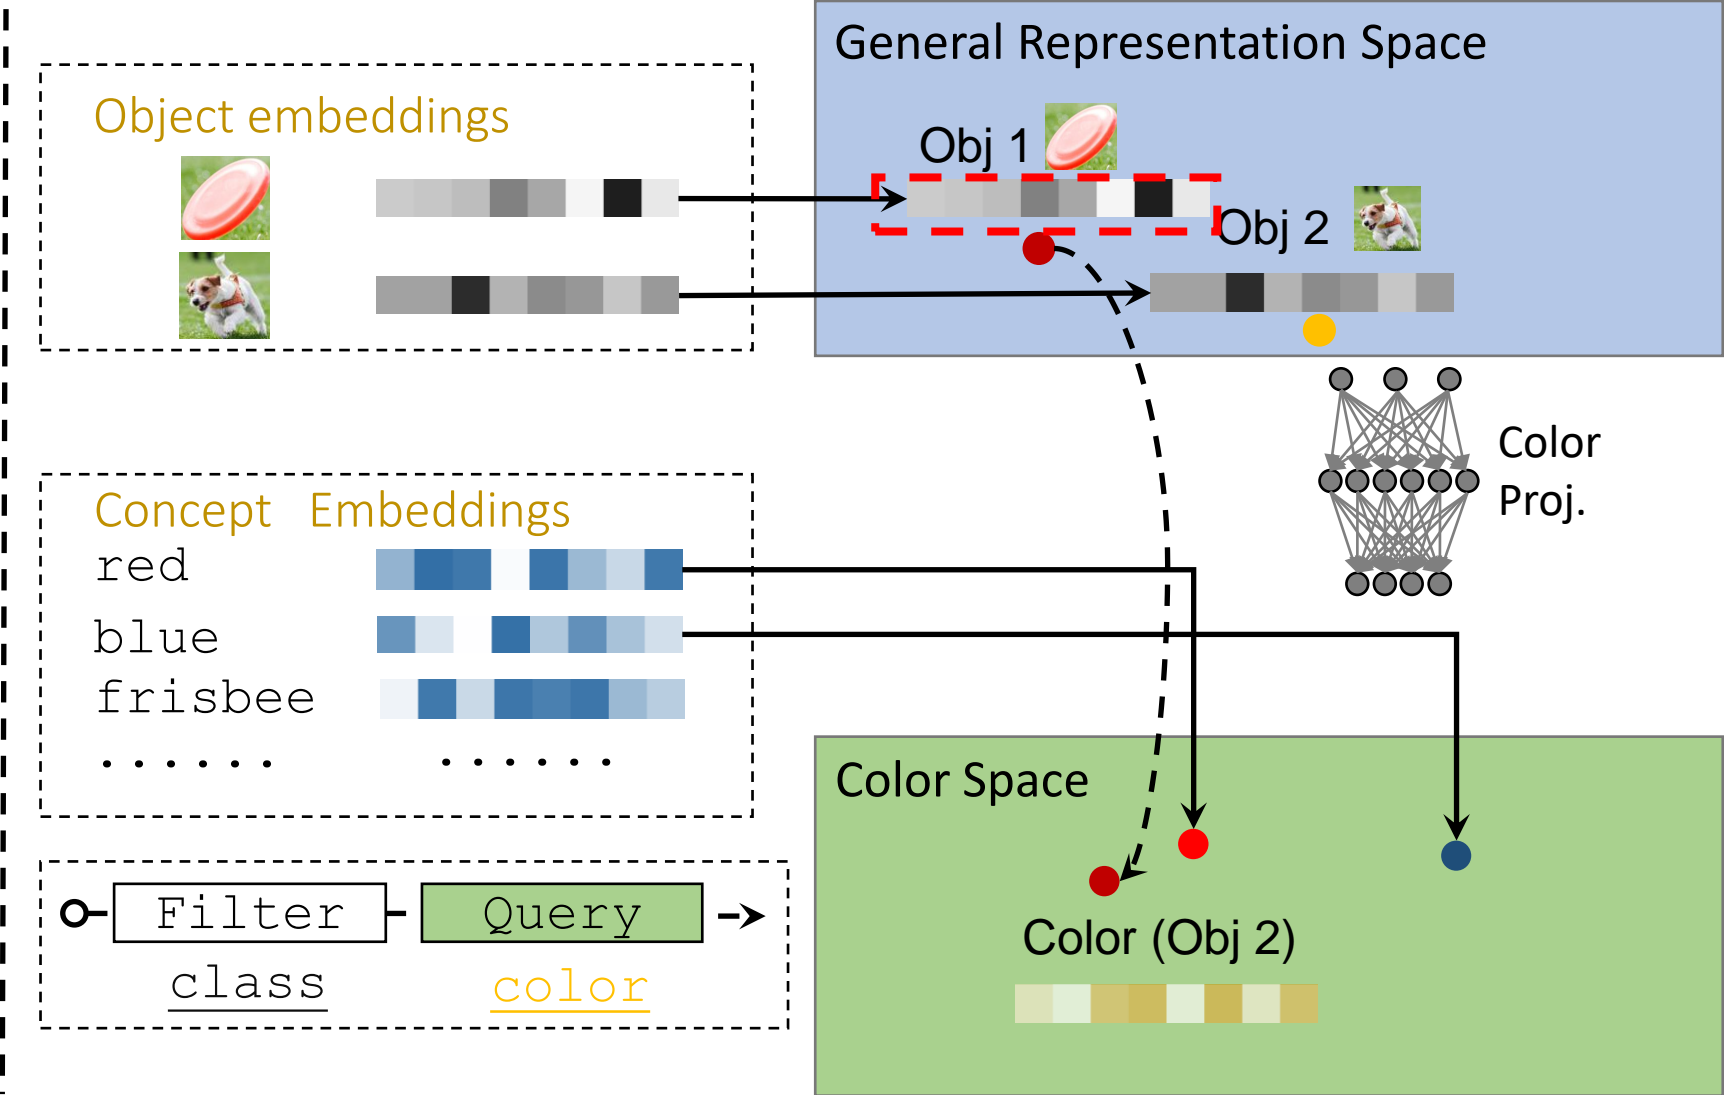 General Representation Space
Object embeddings
Obj 1
Obj 2
Color
Proj.
Concept Embeddings
red
blue
frisbee
......  ......
Color Space
Filter
Query
class
color
Color (Obj 2)